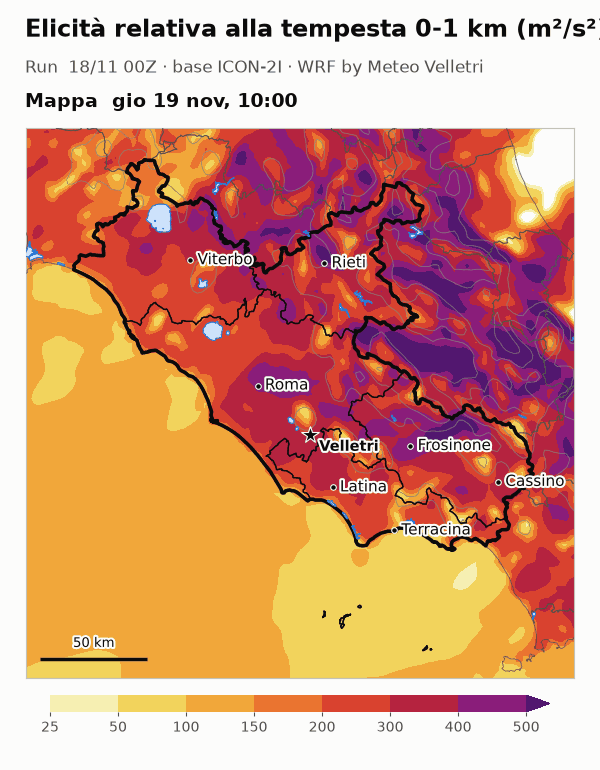 Elicità relativa alla tempesta 0-1 km (m²/s²)
Run 18/11 00Z · base ICON-2I · WRF by Meteo Velletri
Mappa gio 19 nov, 10:00
Viterbo
Rieti
Roma
Velletri
Frosinone
Cassino
Latina
Terracina
50 km
25 50 100 150 200 300 400 500